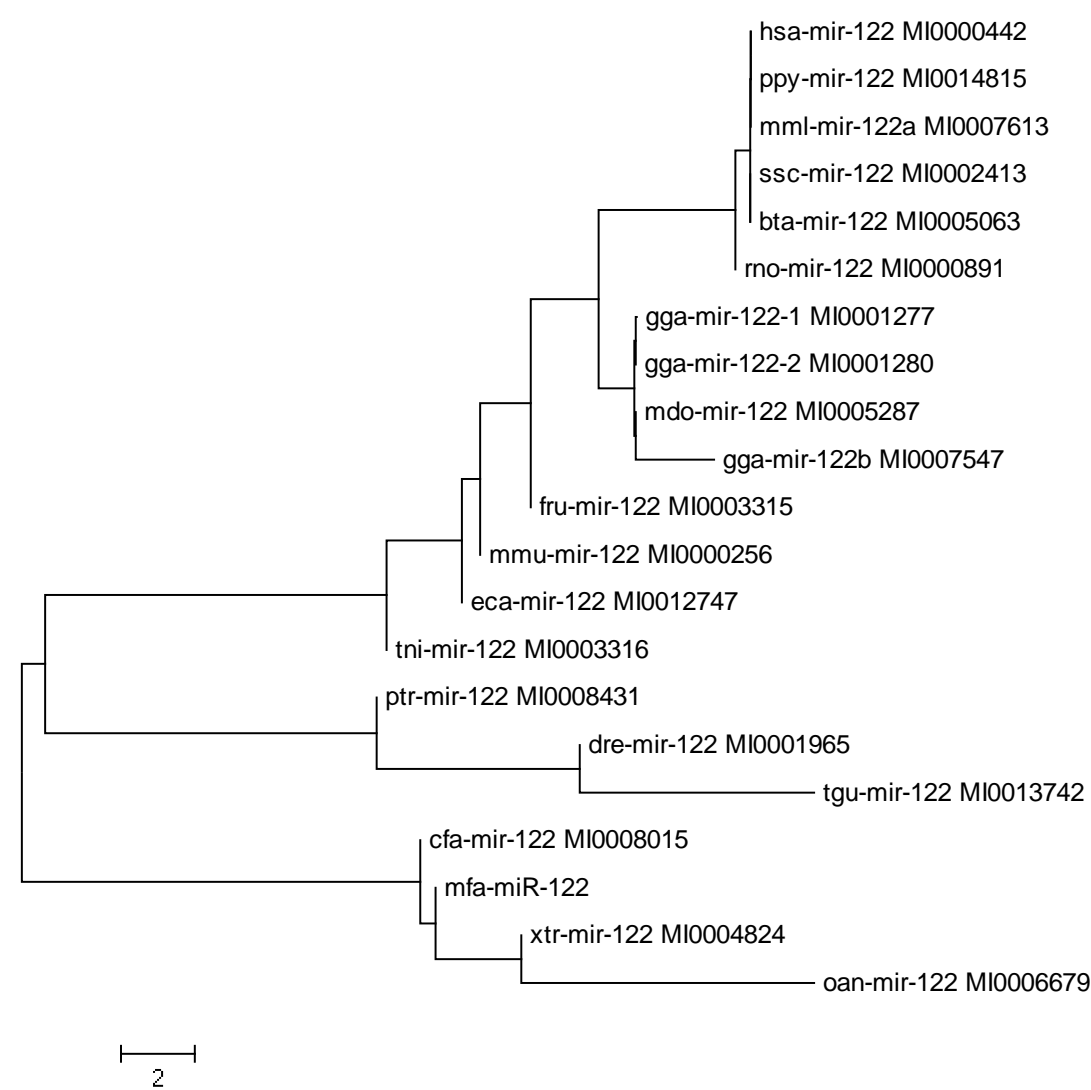 hsa-mir-122 MI0000442
ppy-mir-122 MI0014815
mml-mir-122a MI0007613
ssc-mir-122 MI0002413
bta-mir-122 MI0005063
rno-mir-122 MI0000891
gga-mir-122-1 MI0001277
gga-mir-122-2 MI0001280
mdo-mir-122 MI0005287
gga-mir-122b MI0007547
fru-mir-122 MI0003315
mmu-mir-122 MI0000256
eca-mir-122 MI0012747
tni-mir-122 MI0003316
ptr-mir-122 MI0008431
dre-mir-122 MI0001965
tgu-mir-122 MI0013742
cfa-mir-122 MI0008015
mfa-miR-122
xtr-mir-122 MI0004824
oan-mir-122 MI0006679
2